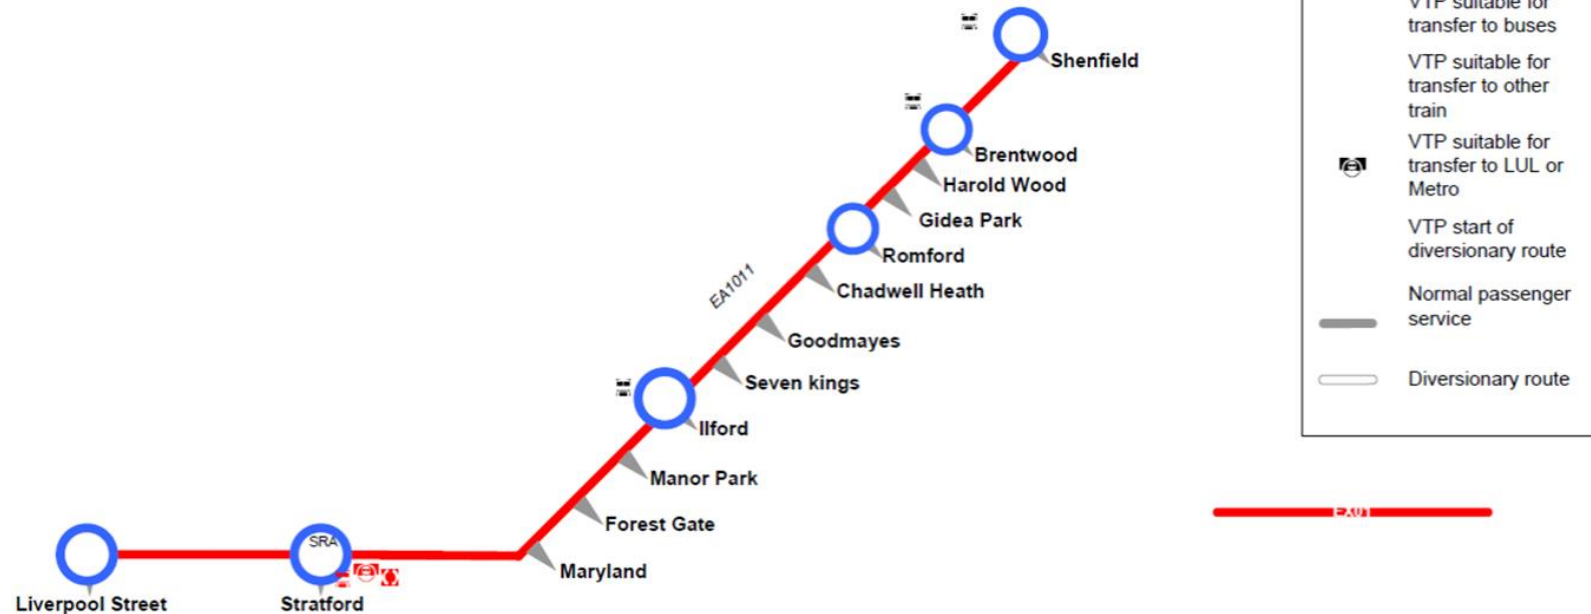 VTP suitable for
transfer to buses
Shenfield
VTP suitable for
transfer to other
train
Brentwood
VTP suitable for
transfer to LUL or
Metro
Harold Wood
Gidea Park
VTP start of
diversionary route
Romford
EA1011
Chadwell Heath
Normal passenger
service
Goodmayes
Seven kings
Diversionary route
Ilford
Manor Park
EX01
Forest Gate
SRA
Maryland
Liverpool Street
Stratford